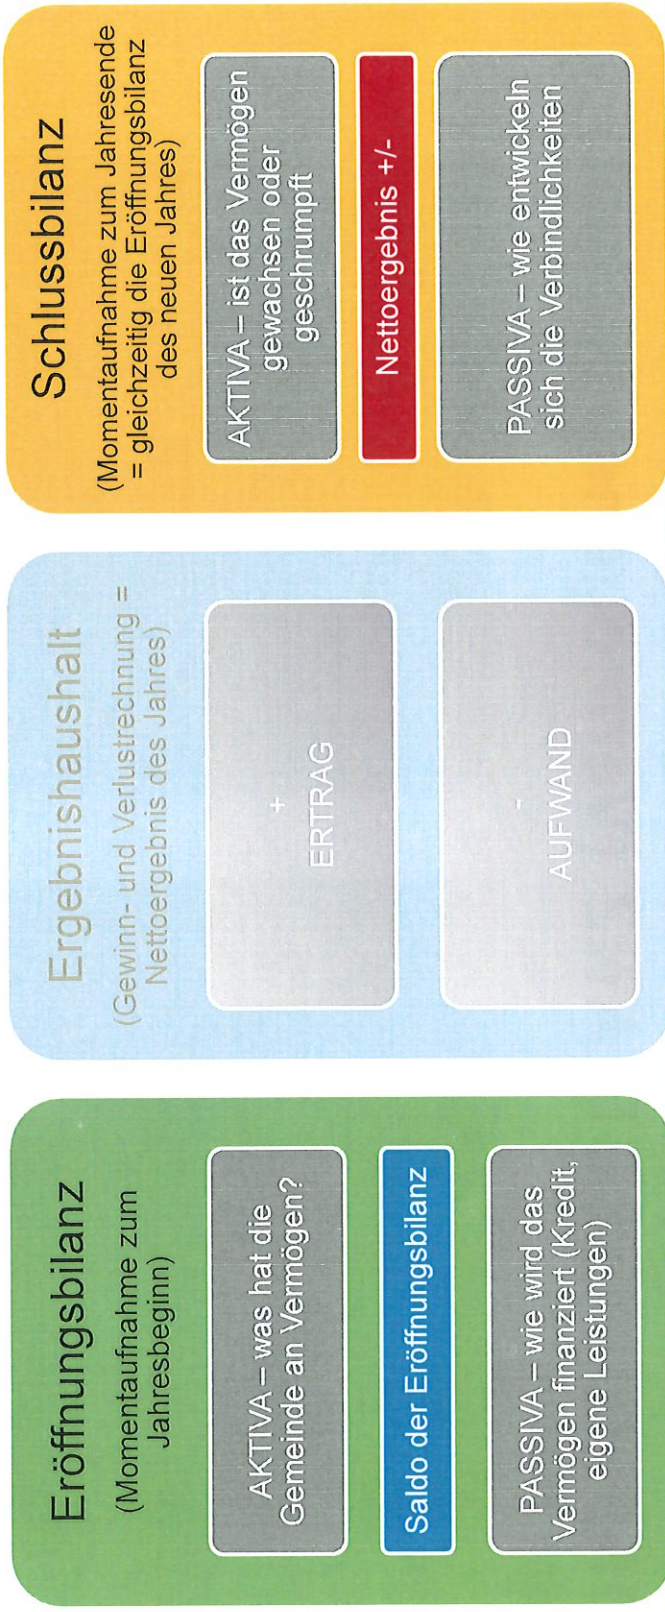 Eröffnungsbilanz
(Momentaufnahme zum
Jahresbeginn)
AKTIVA – was hat die
Gemeinde an Vermögen?
Saldo der Eröffnungsbilanz
PASSIVA – wie wird das
Vermögen finanziert (Kredit,
eigene Leistungen)
Ergebnishaushalt
(Gewinn- und Verlustrechnung =
Nettoergebnis des Jahres)
+
ERTRAG
-
AUFWAND
Schlussbilanz
(Momentaufnahme zum Jahresende
= gleichzeitig die Eröffnungsbilanz
des neuen Jahres)
AKTIVA – ist das Vermögen
gewachsen oder
geschrumpft
Nettoergebnis +/-
PASSIVA – wie entwickeln
sich die Verbindlichkeiten